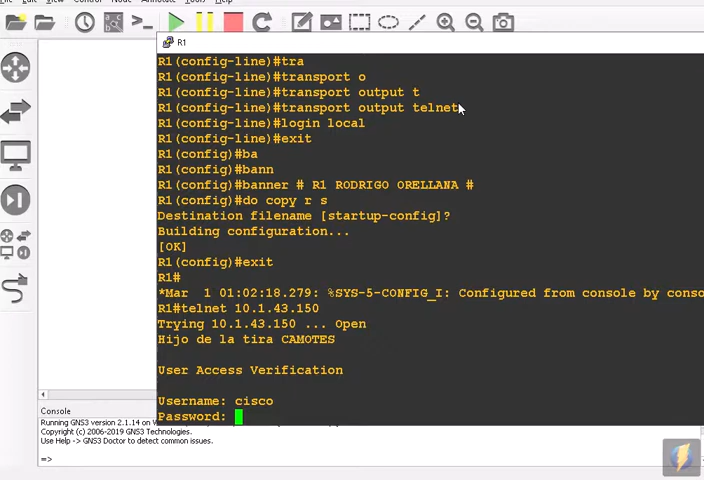 Edit
View
Control
Node
Annotate
Tools
Help
R1
R1(config-line)#tra
R1(config-line)#transport o
R1(config-line)#transport output t
R1(config-line)#transport output telnet
R1(config-line)#login local
R1(config-line)#exit
R1(config)#ba
R1(config)#bann
R1(config)#banner # R1 RODRIGO ORELLANA #
R1(config)#do copy r s
Destination filename [startup-config]?
Building configuration...
[OK]
R1(config)#exit
R1#
*Mar 1 01:02:18.279: %SYS-5-CONFIG_I: Configured from console by conso
R1#telnet 10.1.43.150
Trying 10.1.43.150 ... Open
Hijo de la tira CAMOTES
User Access Verification
Username: cisco
Password:
Console
Running GNS3 version 2.1.14 on W
Copyright (c) 2006-2019 GNS3 Technologies.
Use Help -> GNS3 Doctor to detect common issues.
=>